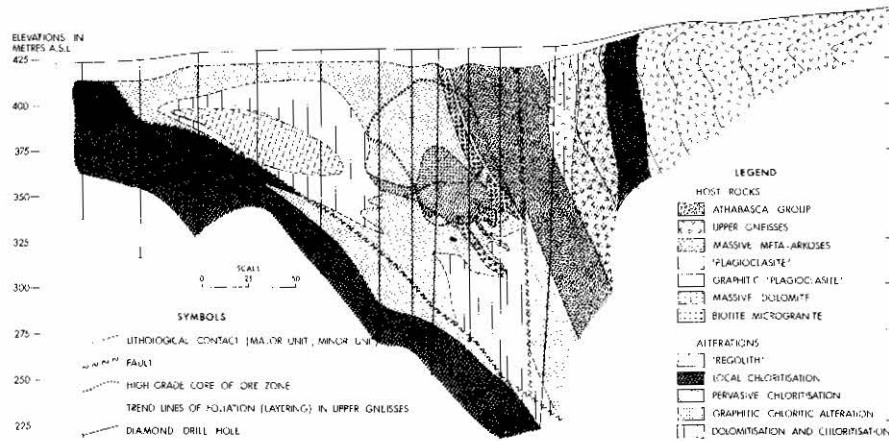 ELEVATIONS IN
METRES A.S.L
425
400
375
350
325
300
275
250
225
SCALE
0 25 50
SYMBOLS
LITHOLOGICAL CONTACT (MAJOR UNIT, MINOR UNIT
FAULT
HIGH GRADE CORE OF ORE ZONE
TREND LINES OF FOLIATION (LAYERING) IN UPPER GNEISSES
DIAMOND DRILL HOLE
LEGEND
HOST ROCKS
ATHABASCA GROUP
UPPER GNEISSES
MASSIVE META-ARKOSES
'PLAGIOCLASITE'
GRAPHITIC 'PLAGIOCLASITE'
MASSIVE DOLOMITE
BIOTITE MICROGRANITE
ALTERATIONS
'REGOLITH'
LOCAL CHLORITISATION
PERVASIVE CHLORITISATION
GRAPHITIC CHLORITIC ALTERATION
DOLOMITISATION AND CHLORITISATION